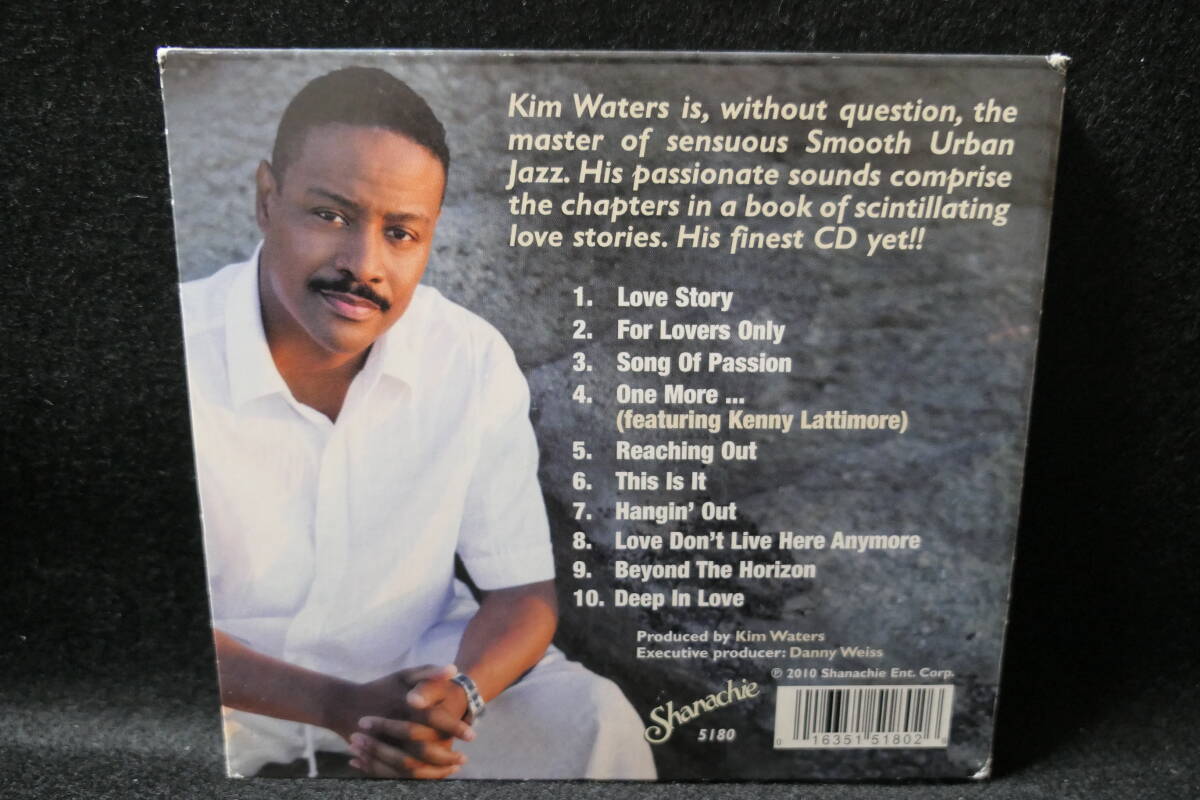 Kim Waters is, without question, the
master of sensuous Smooth Urban
Jazz. His passionate sounds comprise
the chapters in a book of scintillating
love stories. His finest CD yet!!
1. Love Story
2. For Lovers Only
3. Song Of Passion
4. One More ...
(featuring Kenny Lattimore)
5. Reaching Out
6. This Is It
7. Hangin' Out
8. Love Don't Live Here Anymore
9. Beyond The Horizon
10. Deep In Love
Produced by Kim Waters
Executive producer: Danny Weiss
℗ 2010 Shanachie Ent. Corp.
Shanachie
5180
0 16351 51802